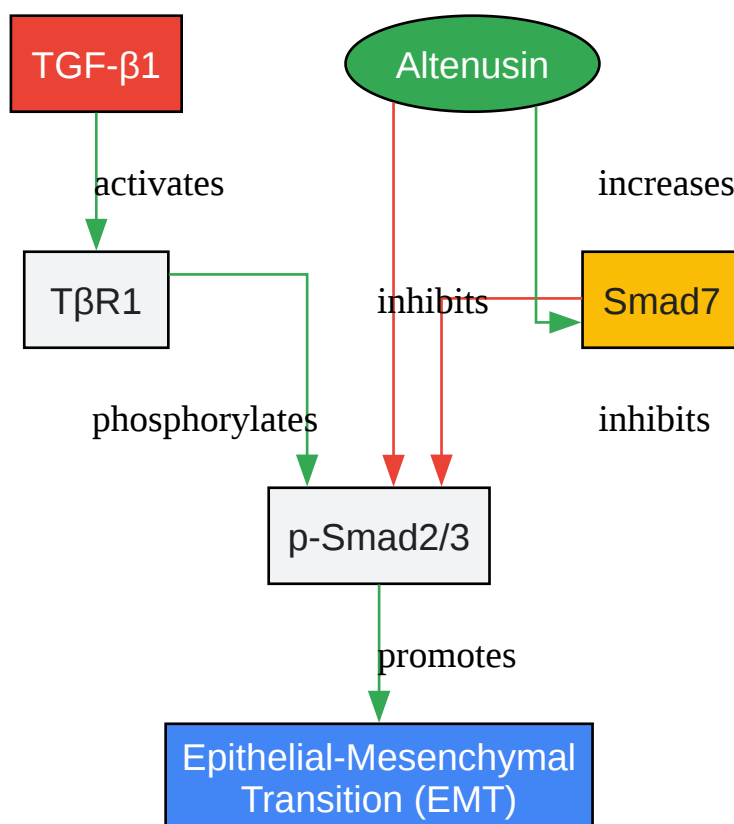 TGF-β1
Altenusin
activates
increases
TβR1
inhibits
Smad7
phosphorylates
inhibits
p-Smad2/3
promotes
Epithelial-Mesenchymal
Transition (EMT)